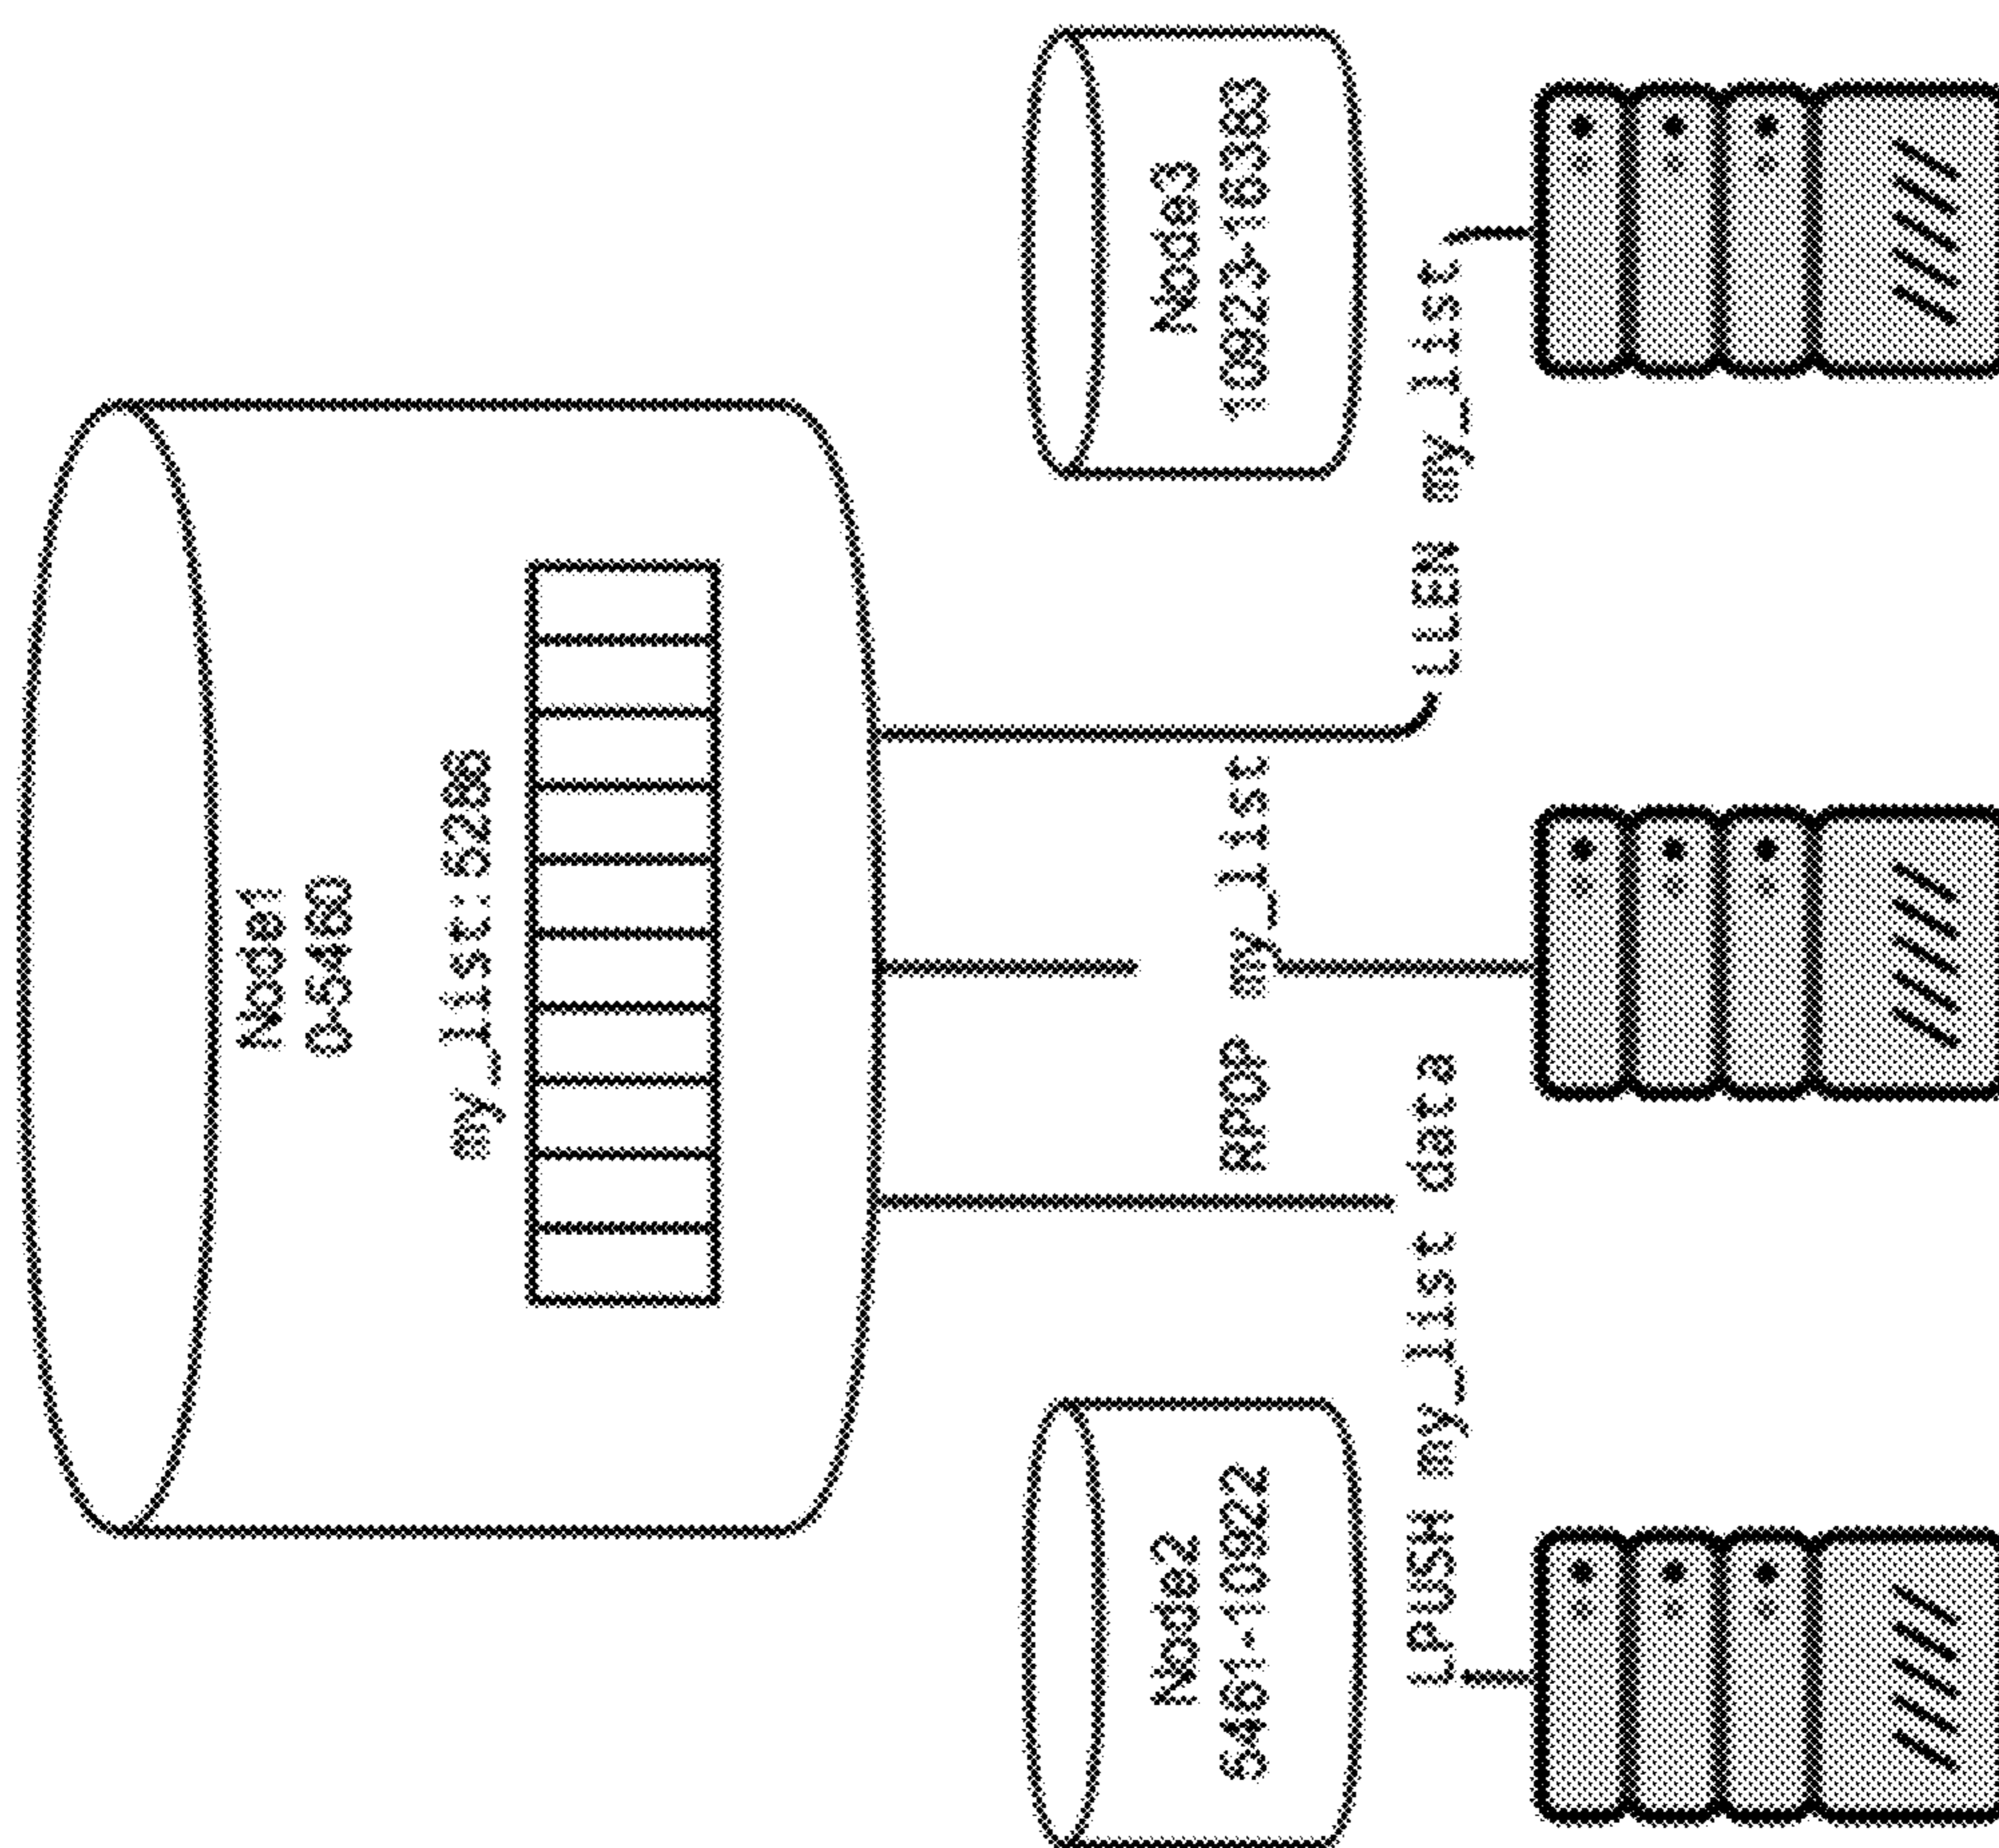 Node1
0-5460
my_list:5286
Node2
5461-10922
Node3
10923-16383
RPOP my_list
LPUSH my_list data
LLEN my_list